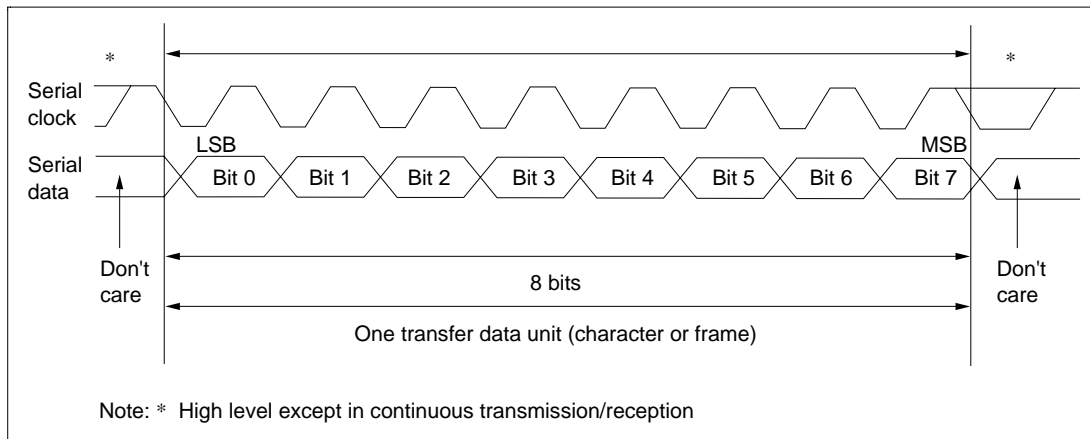 * *
Serial
clock
LSB MSB
Serial
data
Bit 0 Bit 1 Bit 2 Bit 3 Bit 4 Bit 5 Bit 6 Bit 7
Don't
care
Don't
care
8 bits
One transfer data unit (character or frame)
Note: * High level except in continuous transmission/reception